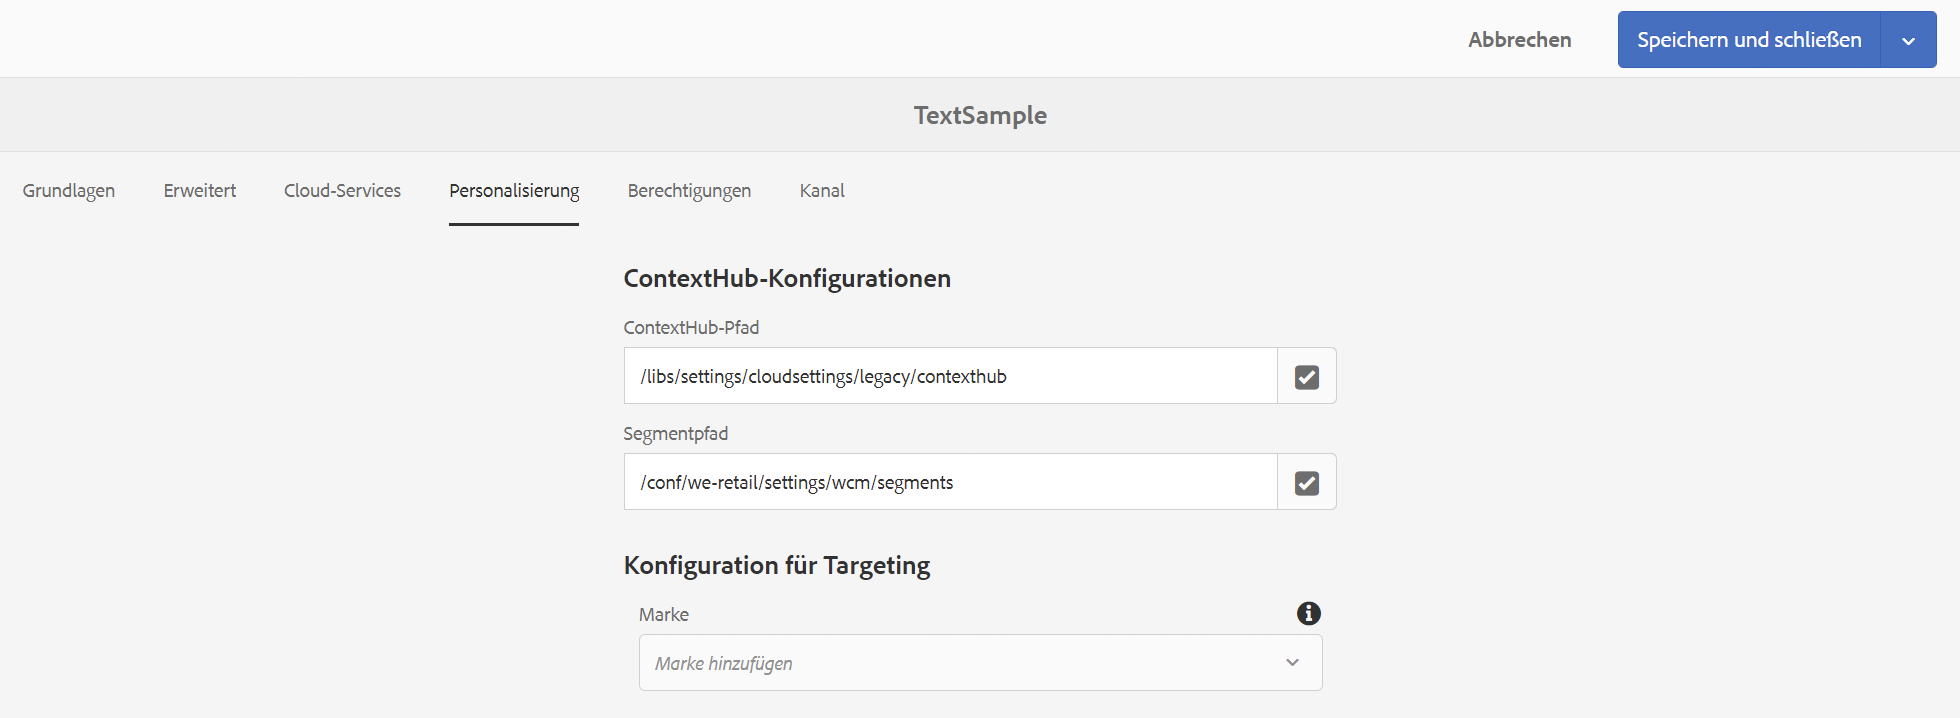 Abbrechen
Speichern und schließen
TextSample
Grundlagen Erweitert Cloud-Services Personalisierung Berechtigungen Kanal
ContextHub-Konfigurationen
ContextHub-Pfad
/libs/settings/cloudsettings/legacy/contexthub
Segmentpfad
/conf/we-retail/settings/wcm/segments
Konfiguration für Targeting
Marke
Marke hinzufügen